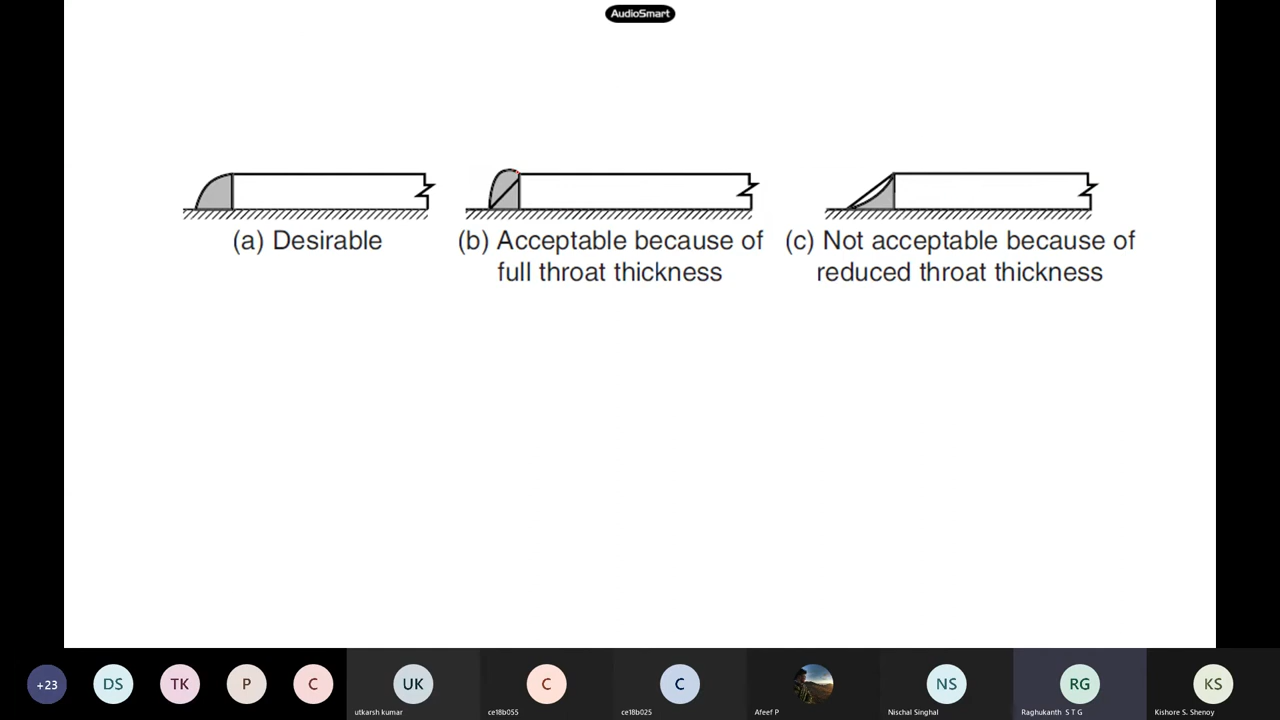 AudioSmart
(a) Desirable
(b) Acceptable because of
full throat thickness
(c) Not acceptable because of
reduced throat thickness
+23
DS
TK
P
C
UK
utkarsh kumar
C
ce18b055
C
ce18b025
Afeef P
NS
Nischal Singhal
RG
Raghukanth S T G
KS
Kishore S. Shenoy